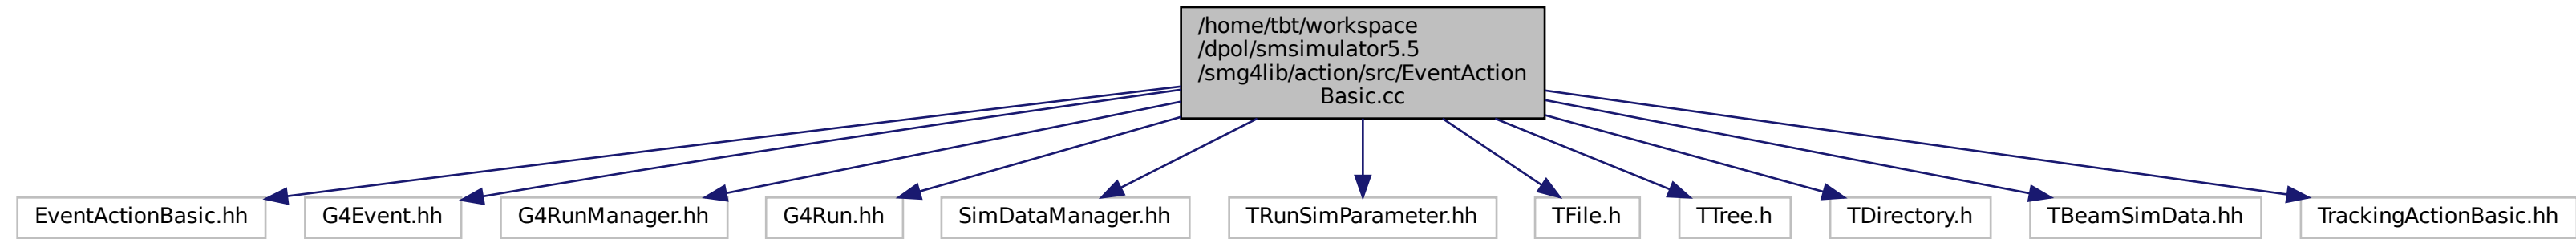 /home/tbt/workspace
/dpol/smsimulator5.5
/smg4lib/action/src/EventAction
Basic.cc
EventActionBasic.hh
G4Event.hh
G4RunManager.hh
G4Run.hh
SimDataManager.hh
TRunSimParameter.hh
TFile.h
TTree.h
TDirectory.h
TBeamSimData.hh
TrackingActionBasic.hh